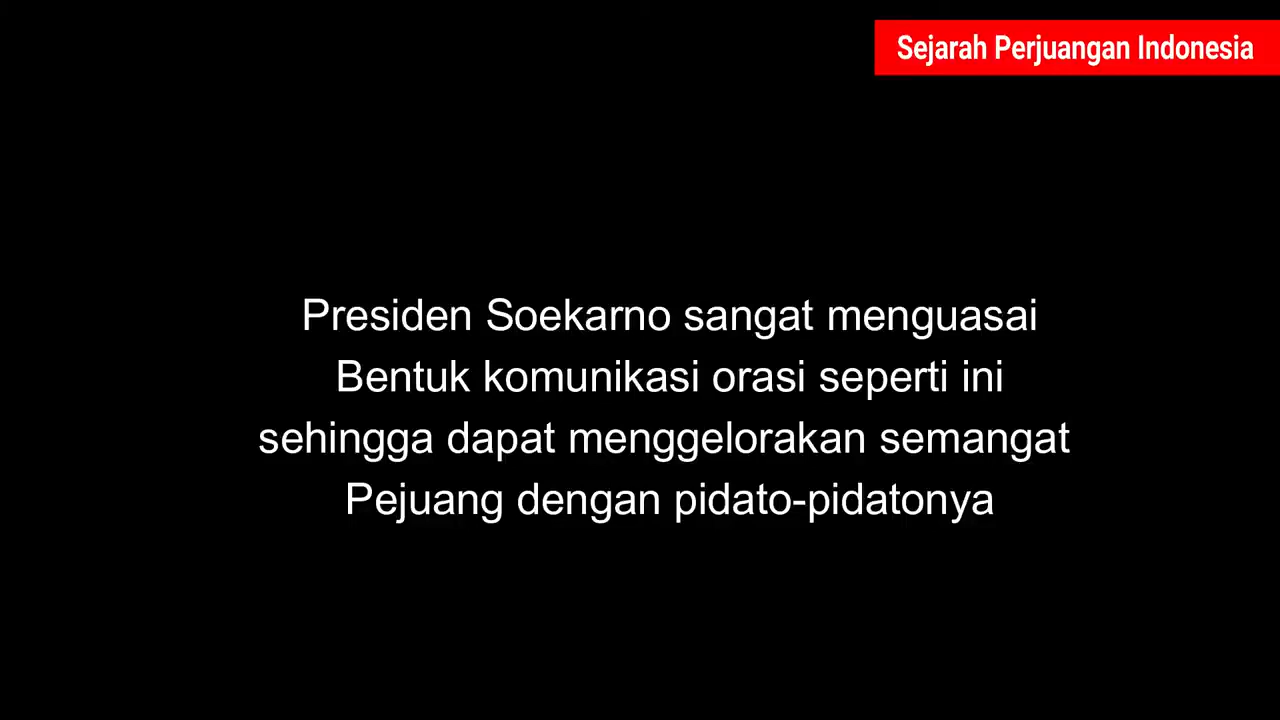 Sejarah Perjuangan Indonesia
Presiden Soekarno sangat menguasai
Bentuk komunikasi orasi seperti ini
sehingga dapat menggelorakan semangat
Pejuang dengan pidato-pidatonya